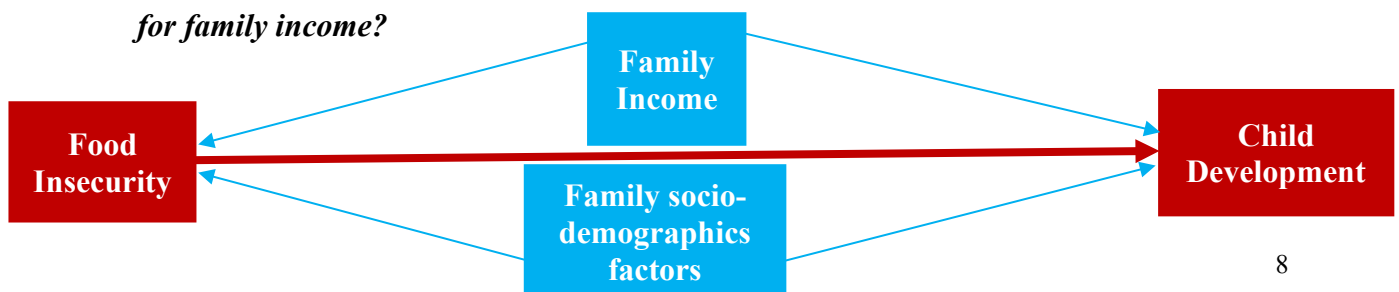 for family income?
Family
Income
Food
Insecurity
Child
Development
Family socio-
demographics
factors
8